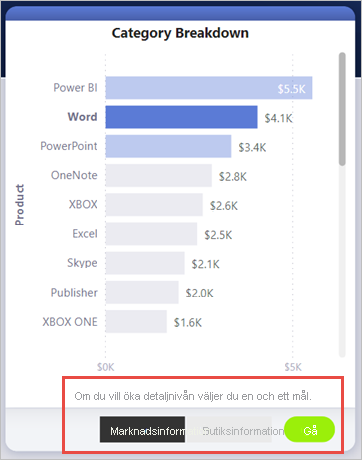 Category Breakdown
Product
Power BI $5.5K
Word $4.1K
PowerPoint $3.4K
OneNote $2.8K
XBOX $2.6K
Excel $2.5K
Skype $2.1K
Publisher $2.0K
XBOX ONE $1.6K
$0K $5K
Om du vill öka detaljnivån väljer du en och ett mål.
Marknadsinform Butiksinformation Gå